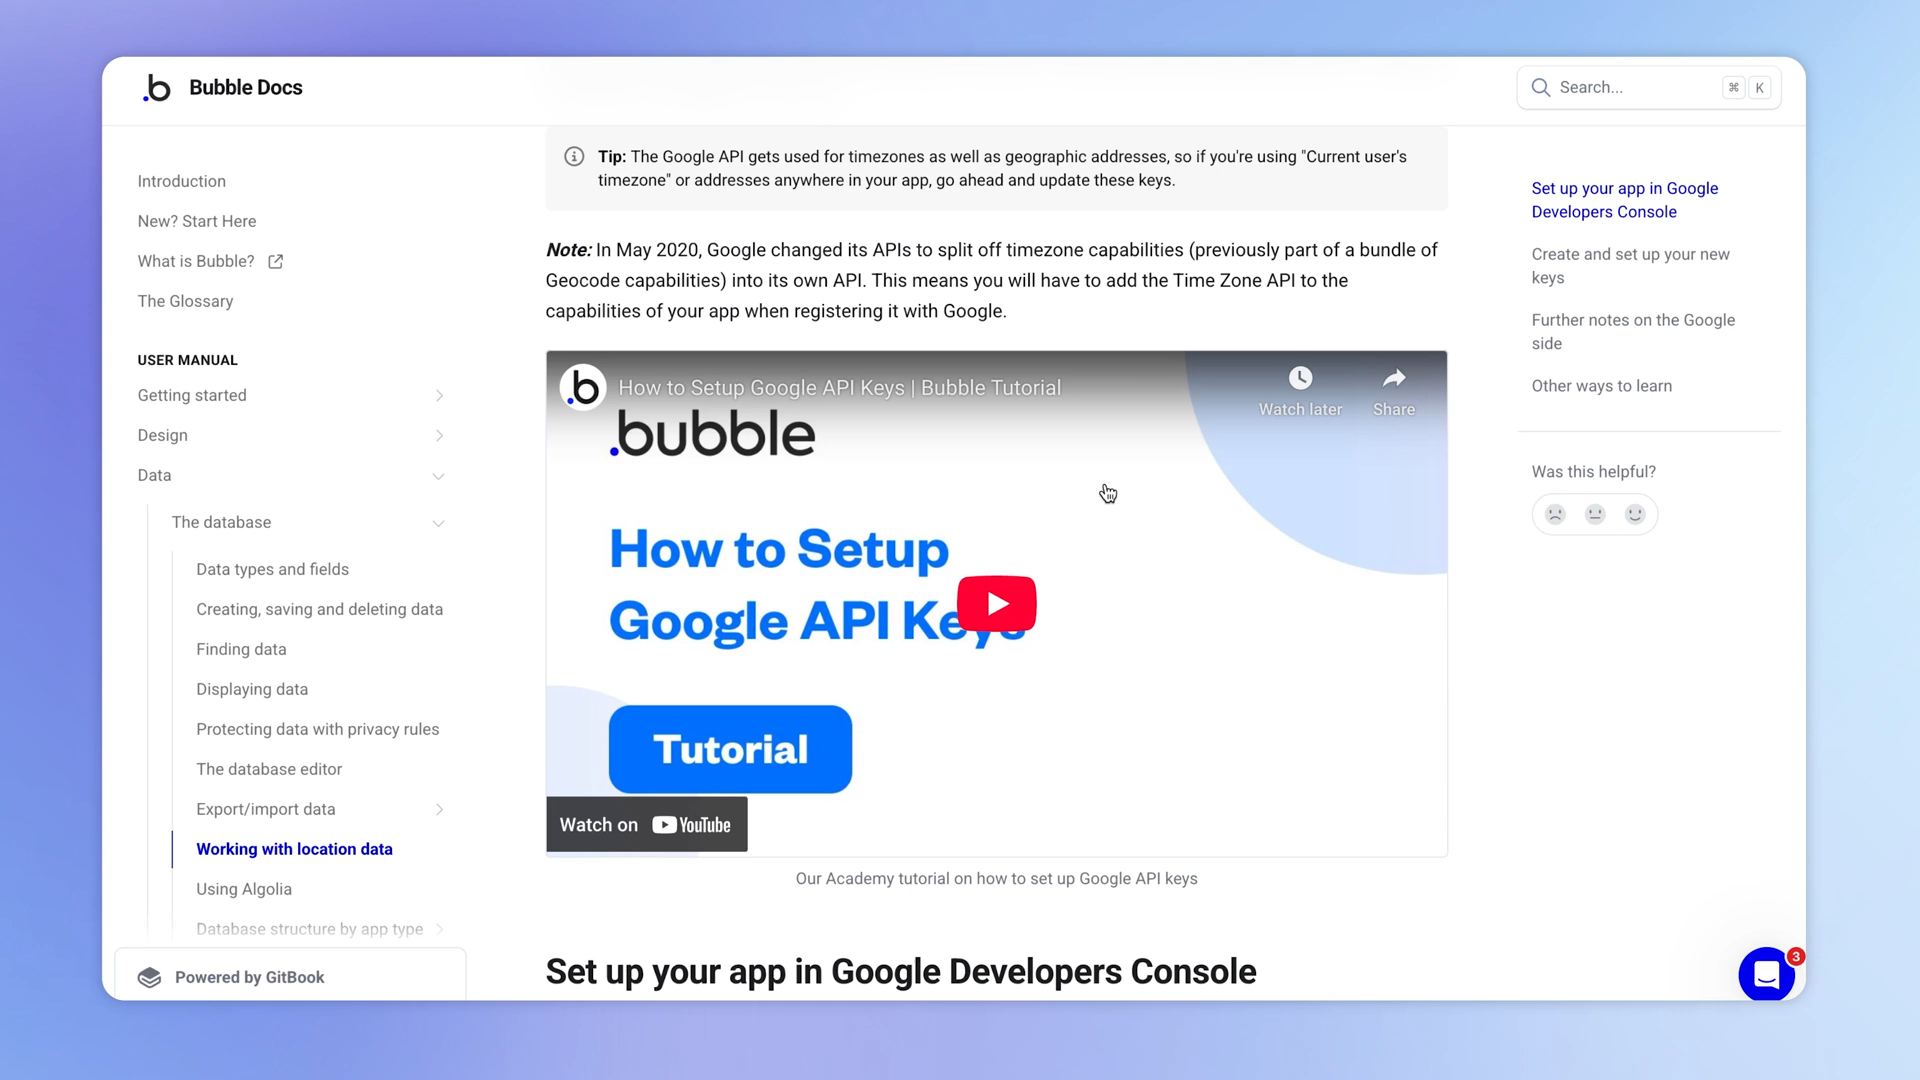 .b Bubble Docs
Search...
⌘ K
Introduction
New? Start Here
What is Bubble?
The Glossary
USER MANUAL
Getting started
Design
Data
The database
Data types and fields
Creating, saving and deleting data
Finding data
Displaying data
Protecting data with privacy rules
The database editor
Export/import data
Working with location data
Using Algolia
Database structure by app type
Powered by GitBook
Tip: The Google API gets used for timezones as well as geographic addresses, so if you're using "Current user's
timezone" or addresses anywhere in your app, go ahead and update these keys.
Note: In May 2020, Google changed its APIs to split off timezone capabilities (previously part of a bundle of
Geocode capabilities) into its own API. This means you will have to add the Time Zone API to the
capabilities of your app when registering it with Google.
.b How to Setup Google API Keys | Bubble Tutorial
Watch later
Share
.bubble
How to Setup
Google API Keys
Tutorial
Watch on YouTube
Our Academy tutorial on how to set up Google API keys
Set up your app in Google Developers Console
Set up your app in Google
Developers Console
Create and set up your new
keys
Further notes on the Google
side
Other ways to learn
Was this helpful?
3